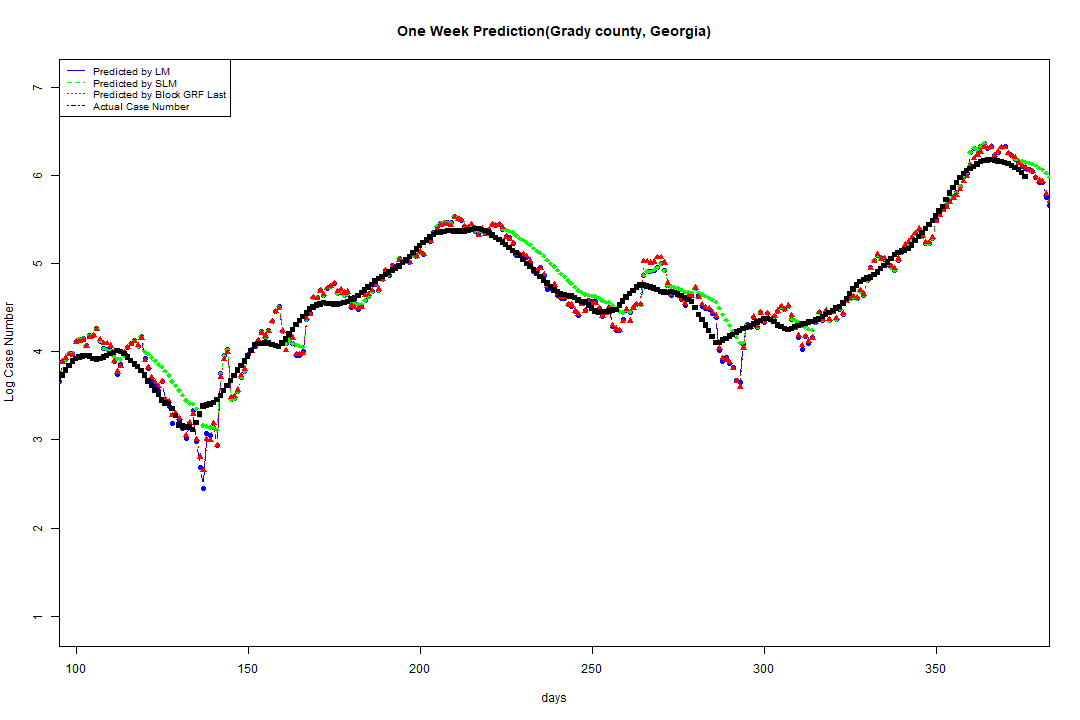 One Week Prediction(Grady county, Georgia)
Predicted by LM
Predicted by SLM
Predicted by Block GRF Last
Actual Case Number
7
6
5
4
3
2
1
Log Case Number
100 150 200 250 300 350
days